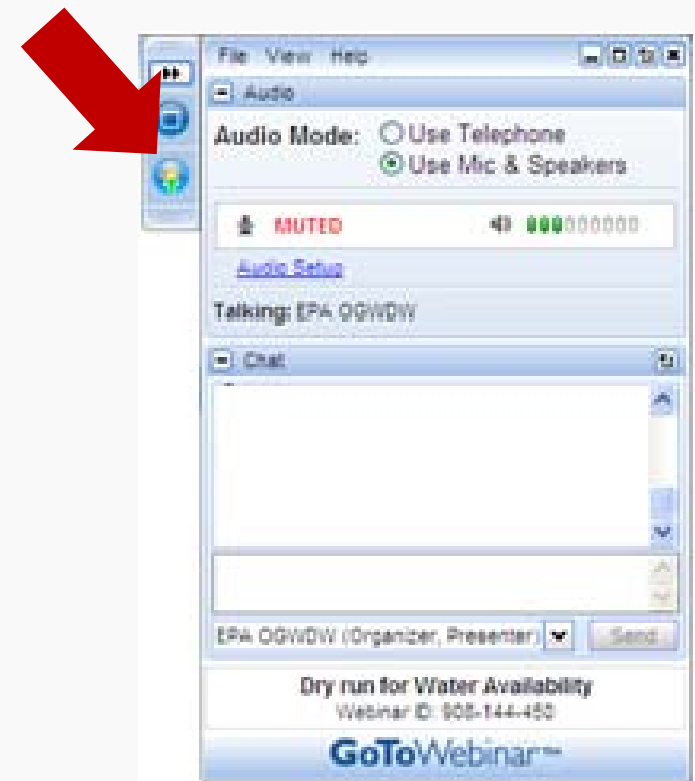 File View Help
Audio
Audio Mode: Use Telephone
Use Mic & Speakers
MUTED
Audio Setup
Talking: EPA OGWDW
Chat
EPA OGWDW (Organizer, Presenter)
Send
Dry run for Water Availability
Webinar ID: 908-144-450
GoToWebinar™